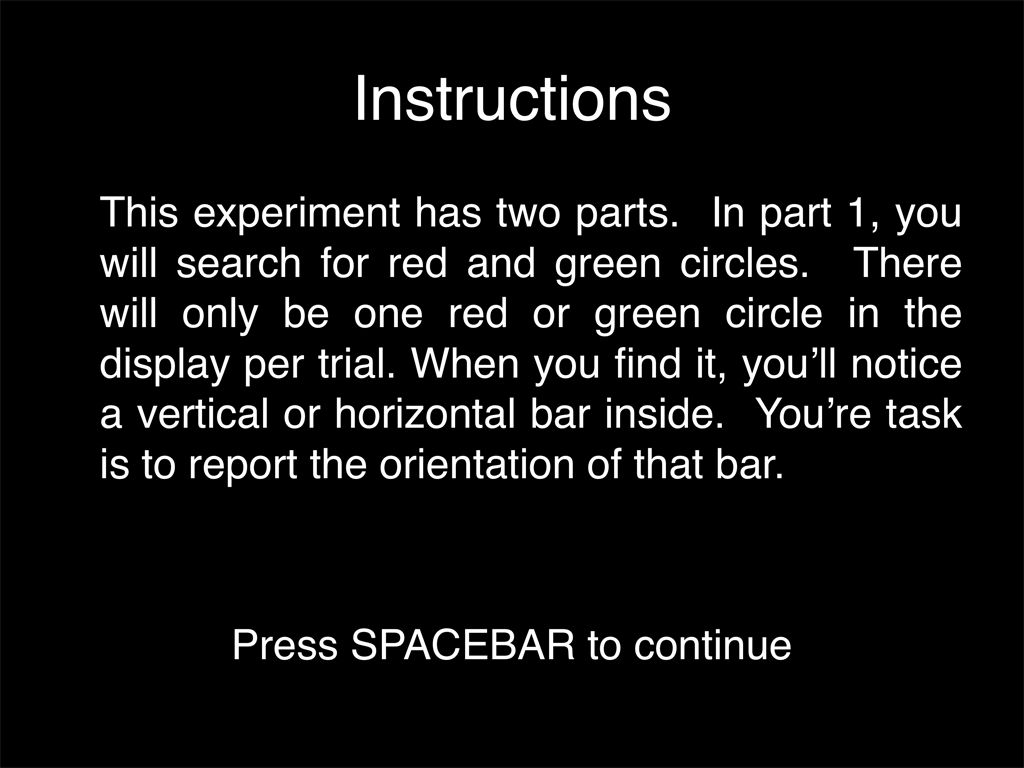 Instructions
This experiment has two parts.  In part 1, you
will search for red and green circles.  There
will only be one red or green circle in the
display per trial. When you find it, you’ll notice
a vertical or horizontal bar inside.  You’re task
is to report the orientation of that bar.
Press SPACEBAR to continue